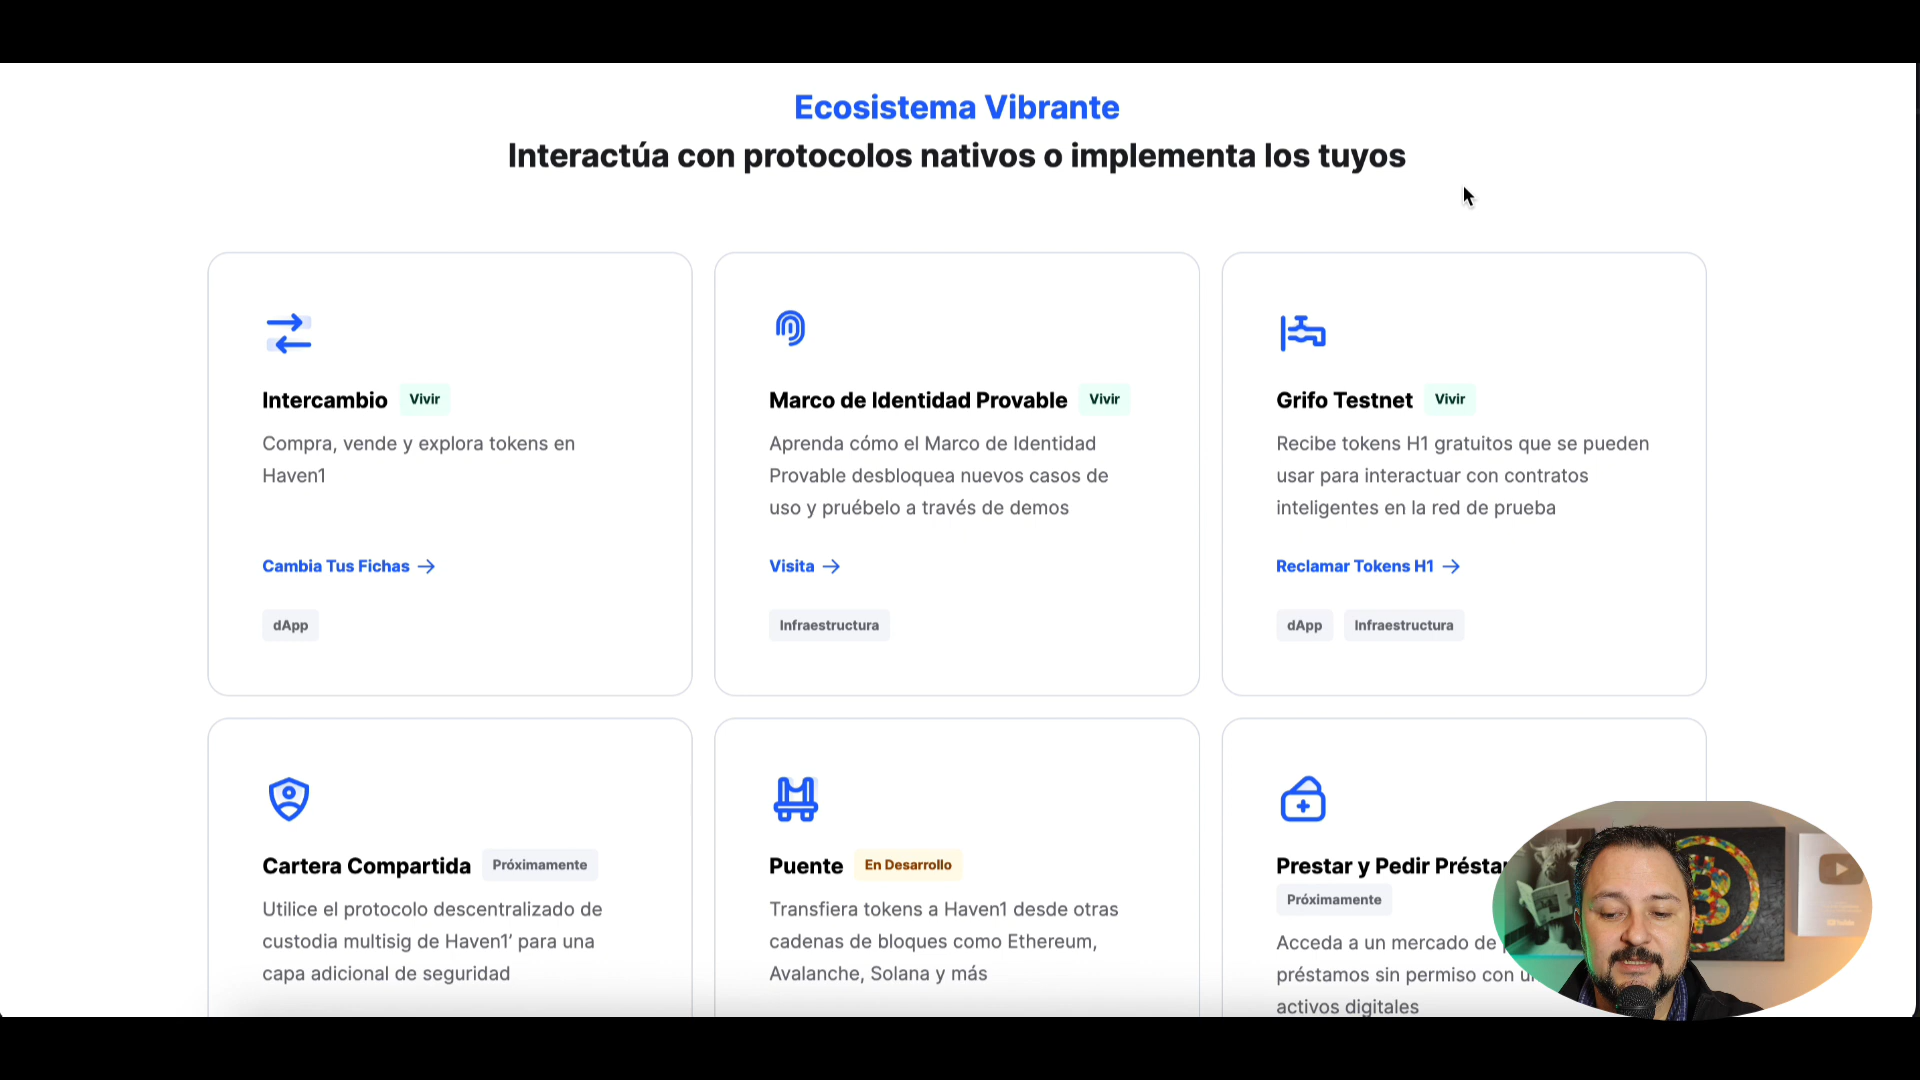 Ecosistema Vibrante
Interactúa con protocolos nativos o implementa los tuyos
Intercambio Vivir
Compra, vende y explora tokens en
Haven1
Cambia Tus Fichas
dApp
Marco de Identidad Provable Vivir
Aprenda cómo el Marco de Identidad
Provable desbloquea nuevos casos de
uso y pruébelo a través de demos
Visita
Infraestructura
Grifo Testnet Vivir
Recibe tokens H1 gratuitos que se pueden
usar para interactuar con contratos
inteligentes en la red de prueba
Reclamar Tokens H1
dApp Infraestructura
Cartera Compartida Próximamente
Utilice el protocolo descentralizado de
custodia multisig de Haven1’ para una
capa adicional de seguridad
Puente En Desarrollo
Transfiera tokens a Haven1 desde otras
cadenas de bloques como Ethereum,
Avalanche, Solana y más
Prestar y Pedir
Próximamente
Acceda a un mercado de
préstamos sin permiso con
activos digitales